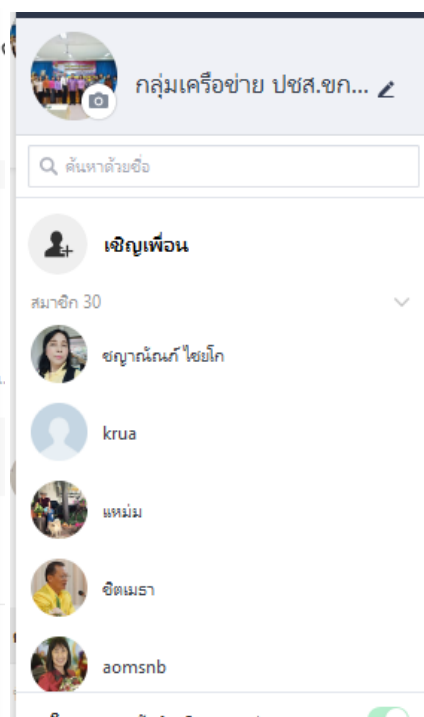 กลุ่มเครือข่าย ปชส.ขก...
ค้นหาด้วยชื่อ
เชิญเพื่อน
สมาชิก 30
ชญาณัณภ์ ไชยโก
krua
แหม่ม
ชิตเมธา
aomsnb